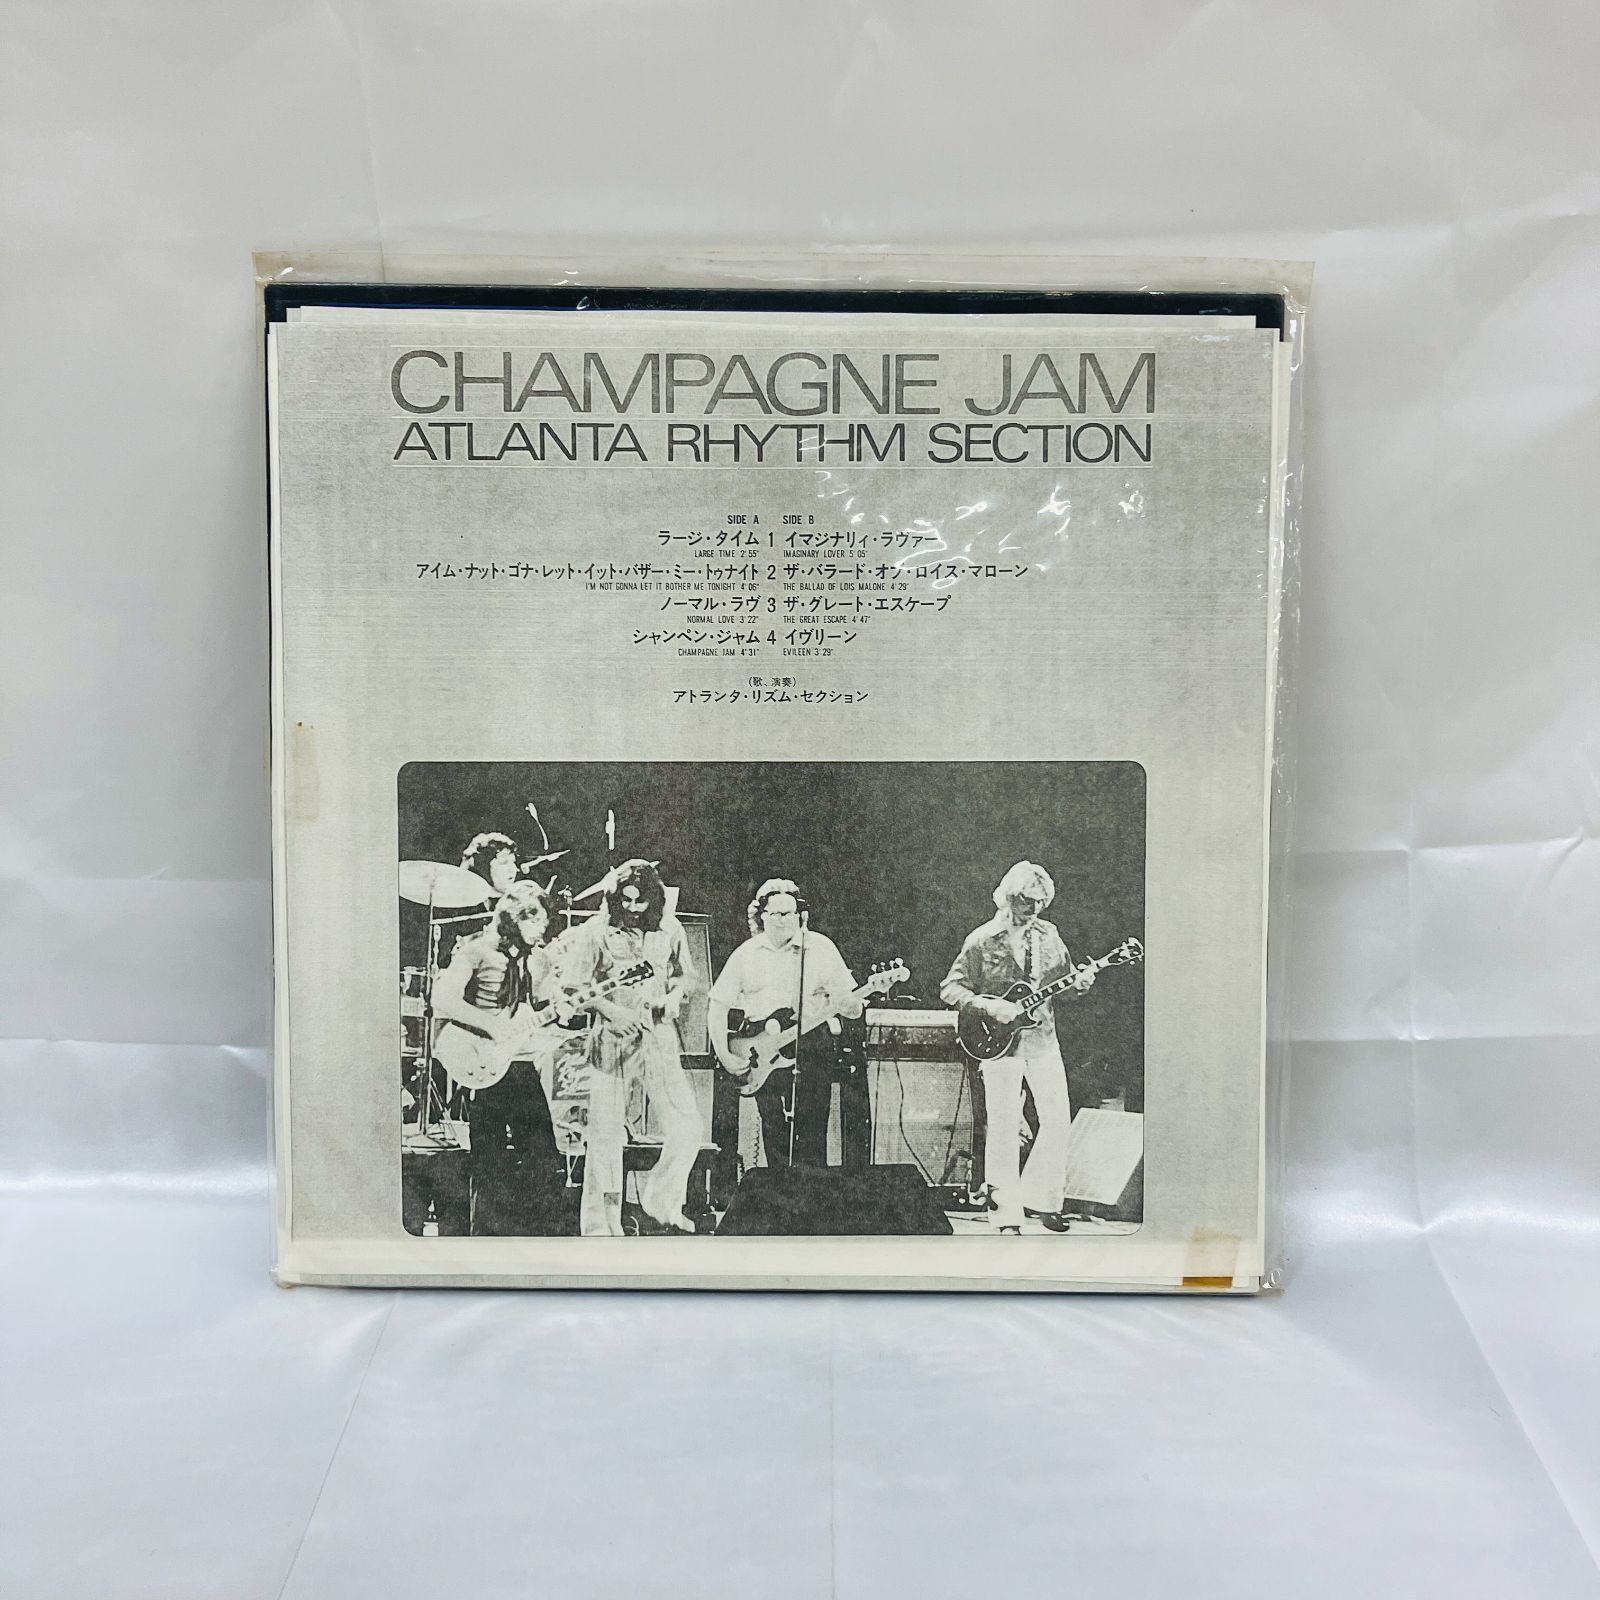 CHAMPAGNE JAM
ATLANTA RHYTHM SECTION
SIDE A SIDE B
ラージ・タイム 1 イマジナリィ・ラヴァー
LARGE TIME 2'55" IMAGINARY LOVER 5'05"
アイム・ナット・ゴナ・レット・イット・バザー・ミー・トゥナイト 2 ザ・バラード・オブ・ロイス・マローン
I'M NOT GONNA LET IT BOTHER ME TONIGHT 4'06" THE BALLAD OF LOIS MALONE 4'29"
ノーマル・ラヴ 3 ザ・グレート・エスケープ
NORMAL LOVE 3'22" THE GREAT ESCAPE 4'47"
シャンペン・ジャム 4 イヴリーン
CHAMPAGNE JAM 4'31" EVILEEN 3'29"
(歌、演奏)
アトランタ・リズム・セクション